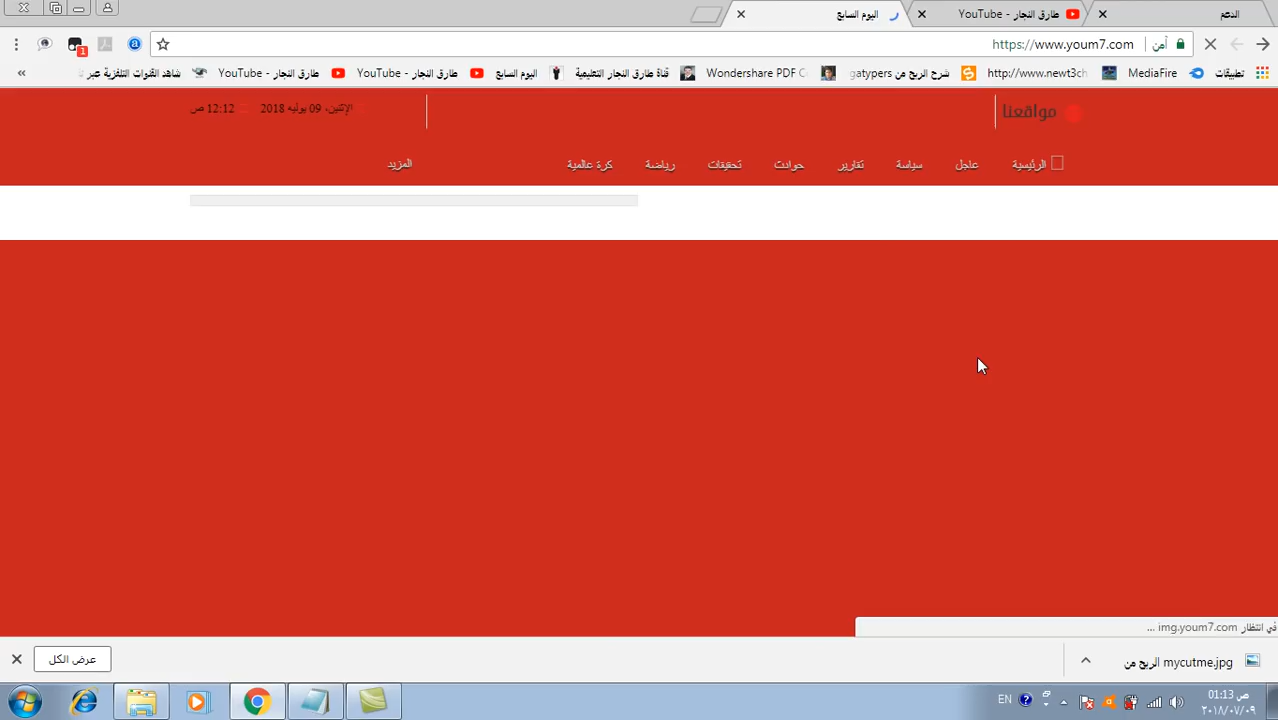 الدعم
طارق النجار - YouTube
اليوم السابع
https://www.youm7.com
آمن
1
تطبيقات
MediaFire
http://www.newt3ch
شرح الربح من gatypers
Wondershare PDF C
قناة طارق النجار التعليمية
اليوم السابع
طارق النجار - YouTube
طارق النجار - YouTube
شاهد القنوات التلفزية عبر
»
مواقعنا
الإثنين، 09 يوليه 2018
12:12 ص
الرئيسية
عاجل
سياسة
تقارير
حوادث
تحقيقات
رياضة
كرة عالمية
المزيد
في انتظار img.youm7.com ...
الربح من mycutme.jpg
عرض الكل
EN
01:13 ص
٢٠١٨/٠٧/٠٩